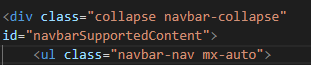 <div class="collapse navbar-collapse"
id="navbarSupportedContent">
<ul class="navbar-nav mx-auto">